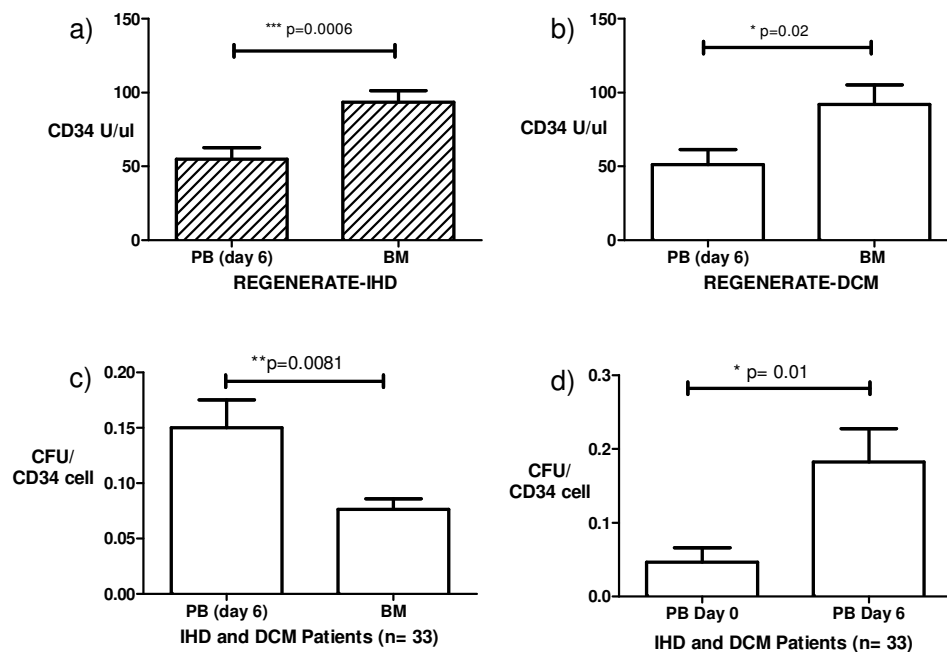 a)
*** p=0.0006
150
100
50
0
CD34 U/ul
PB (day 6) BM
REGENERATE-IHD
b)
* p=0.02
150
100
50
0
CD34 U/ul
PB (day 6) BM
REGENERATE-DCM
c)
**p=0.0081
0.20
0.15
0.10
0.05
0.00
CFU/
CD34 cell
PB (day 6) BM
IHD and DCM Patients (n= 33)
d)
* p= 0.01
0.3
0.2
0.1
0.0
CFU/
CD34 cell
PB Day 0 PB Day 6
IHD and DCM Patients (n= 33)